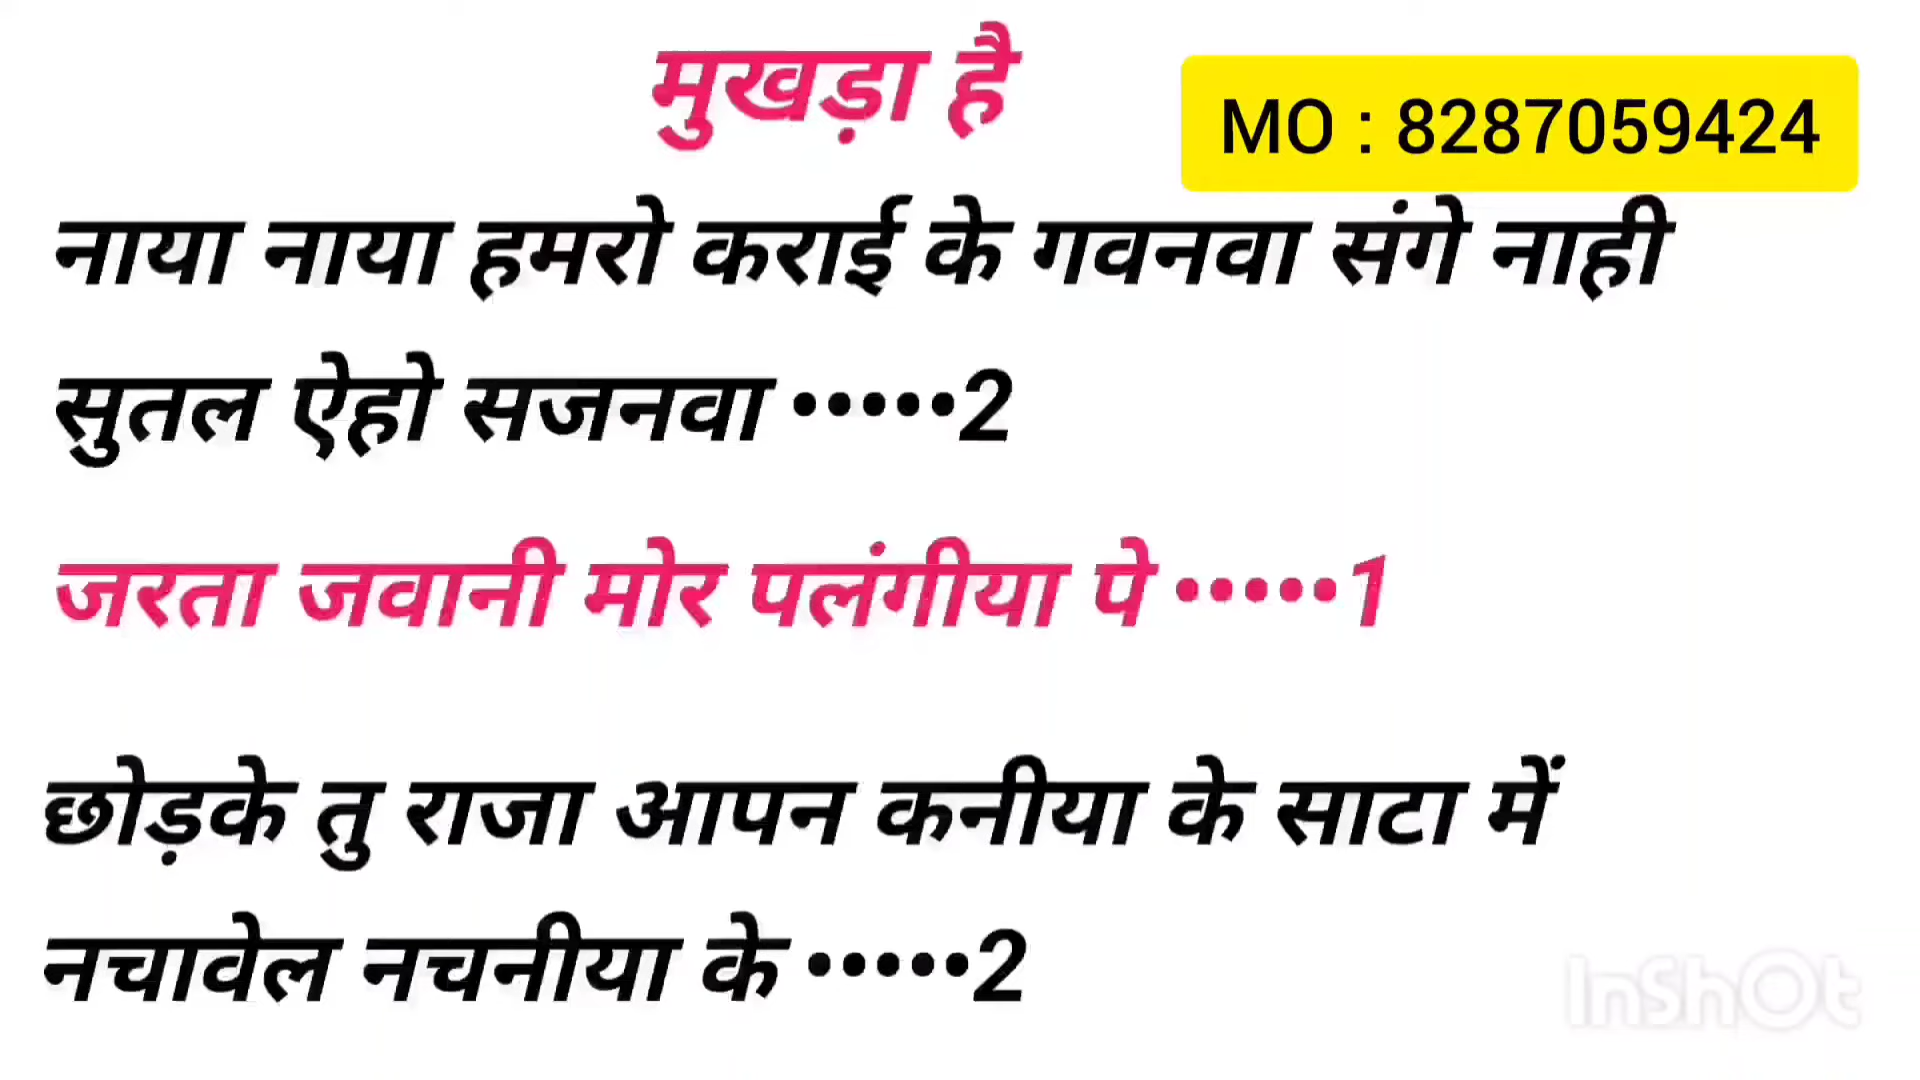 मुखड़ा है
MO : 8287059424
नाया नाया हमरो कराई के गवनवा संगे नाही
सुतल ऐहो सजनवा •••••2
जरता जवानी मोर पलंगीया पे •••••1
छोड़के तु राजा आपन कनीया के साटा में
नचावेल नचनीया के •••••2
InShOt